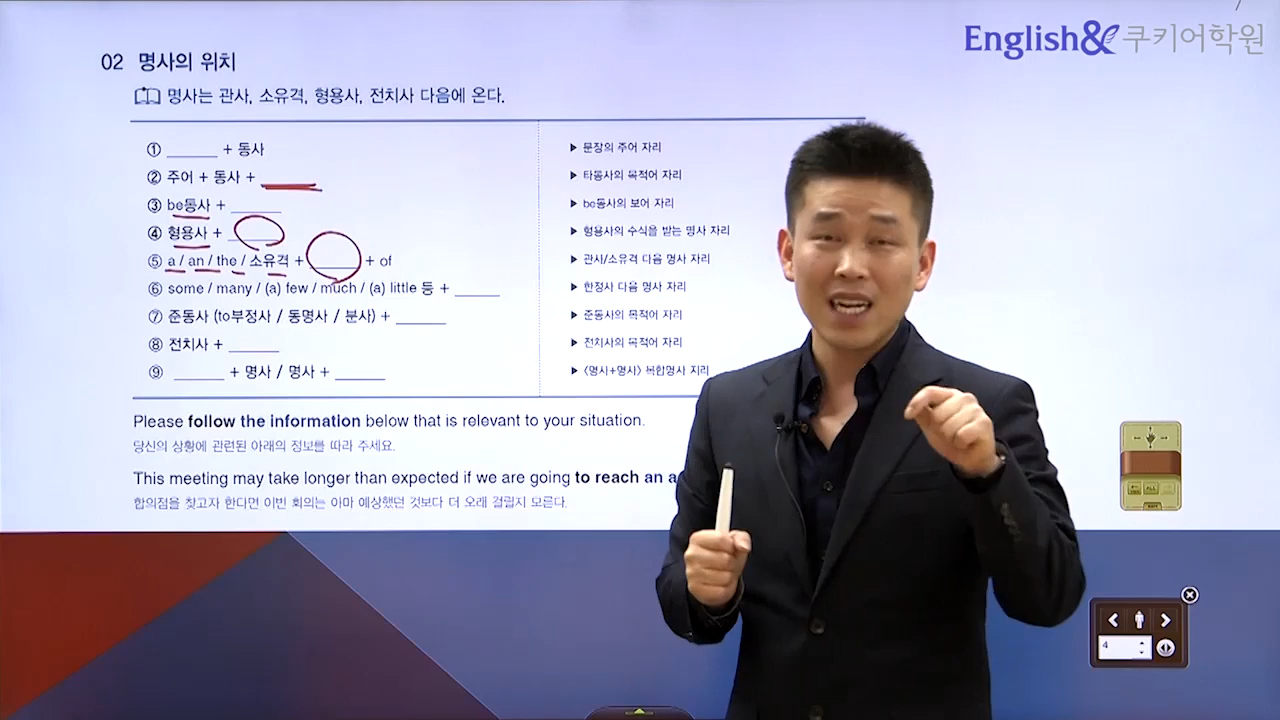 English& 쿠키어학원
02 명사의 위치
명사는 관사, 소유격, 형용사, 전치사 다음에 온다.
① ______ + 동사 ▶ 문장의 주어 자리
② 주어 + 동사 + ______ ▶ 타동사의 목적어 자리
③ be동사 + ______ ▶ be동사의 보어 자리
④ 형용사 + ______ ▶ 형용사의 수식을 받는 명사 자리
⑤ a / an / the / 소유격 + ______ + of ▶ 관사/소유격 다음 명사 자리
⑥ some / many / (a) few / much / (a) little 등 + ______ ▶ 한정사 다음 명사 자리
⑦ 준동사 (to부정사 / 동명사 / 분사) + ______ ▶ 준동사의 목적어 자리
⑧ 전치사 + ______ ▶ 전치사의 목적어 자리
⑨ ______ + 명사 / 명사 + ______ ▶ <명사+명사> 복합명사 자리
Please follow the information below that is relevant to your situation.
당신의 상황에 관련된 아래의 정보를 따라 주세요.
This meeting may take longer than expected if we are going to reach an a
합의점을 찾고자 한다면 이번 회의는 아마 예상했던 것보다 더 오래 걸릴지 모른다.
ALL
4